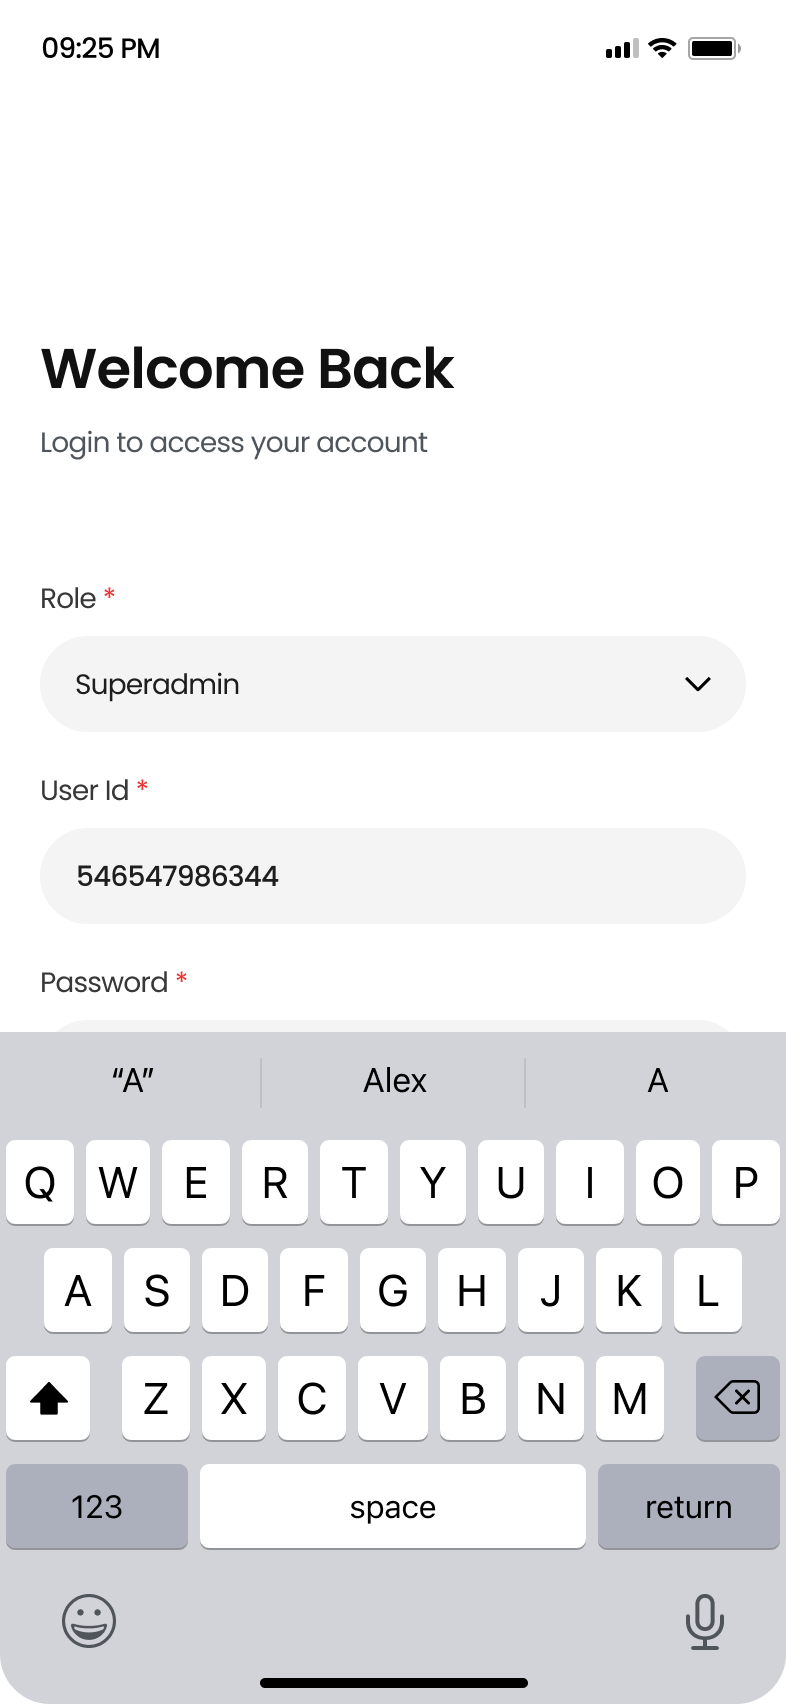 09:25 PM
Welcome Back
Login to access your account
Role *
Superadmin
User Id *
546547986344
Password *
“A” Alex A
Q W E R T Y U I O P
A S D F G H J K L
Z X C V B N M
123 space return